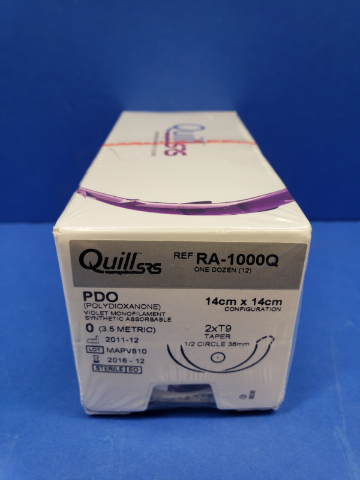 Quill SRS
Quill SRS
REF RA-1000Q
ONE DOZEN (12)
PDO
(POLYDIOXANONE)
VIOLET MONOFILAMENT
SYNTHETIC ABSORBABLE
0 (3.5 METRIC)
2011-12
LOT MAPV810
2016-12
STERILE EO
14cm x 14cm
CONFIGURATION
2xT9
TAPER
1/2 CIRCLE 36mm